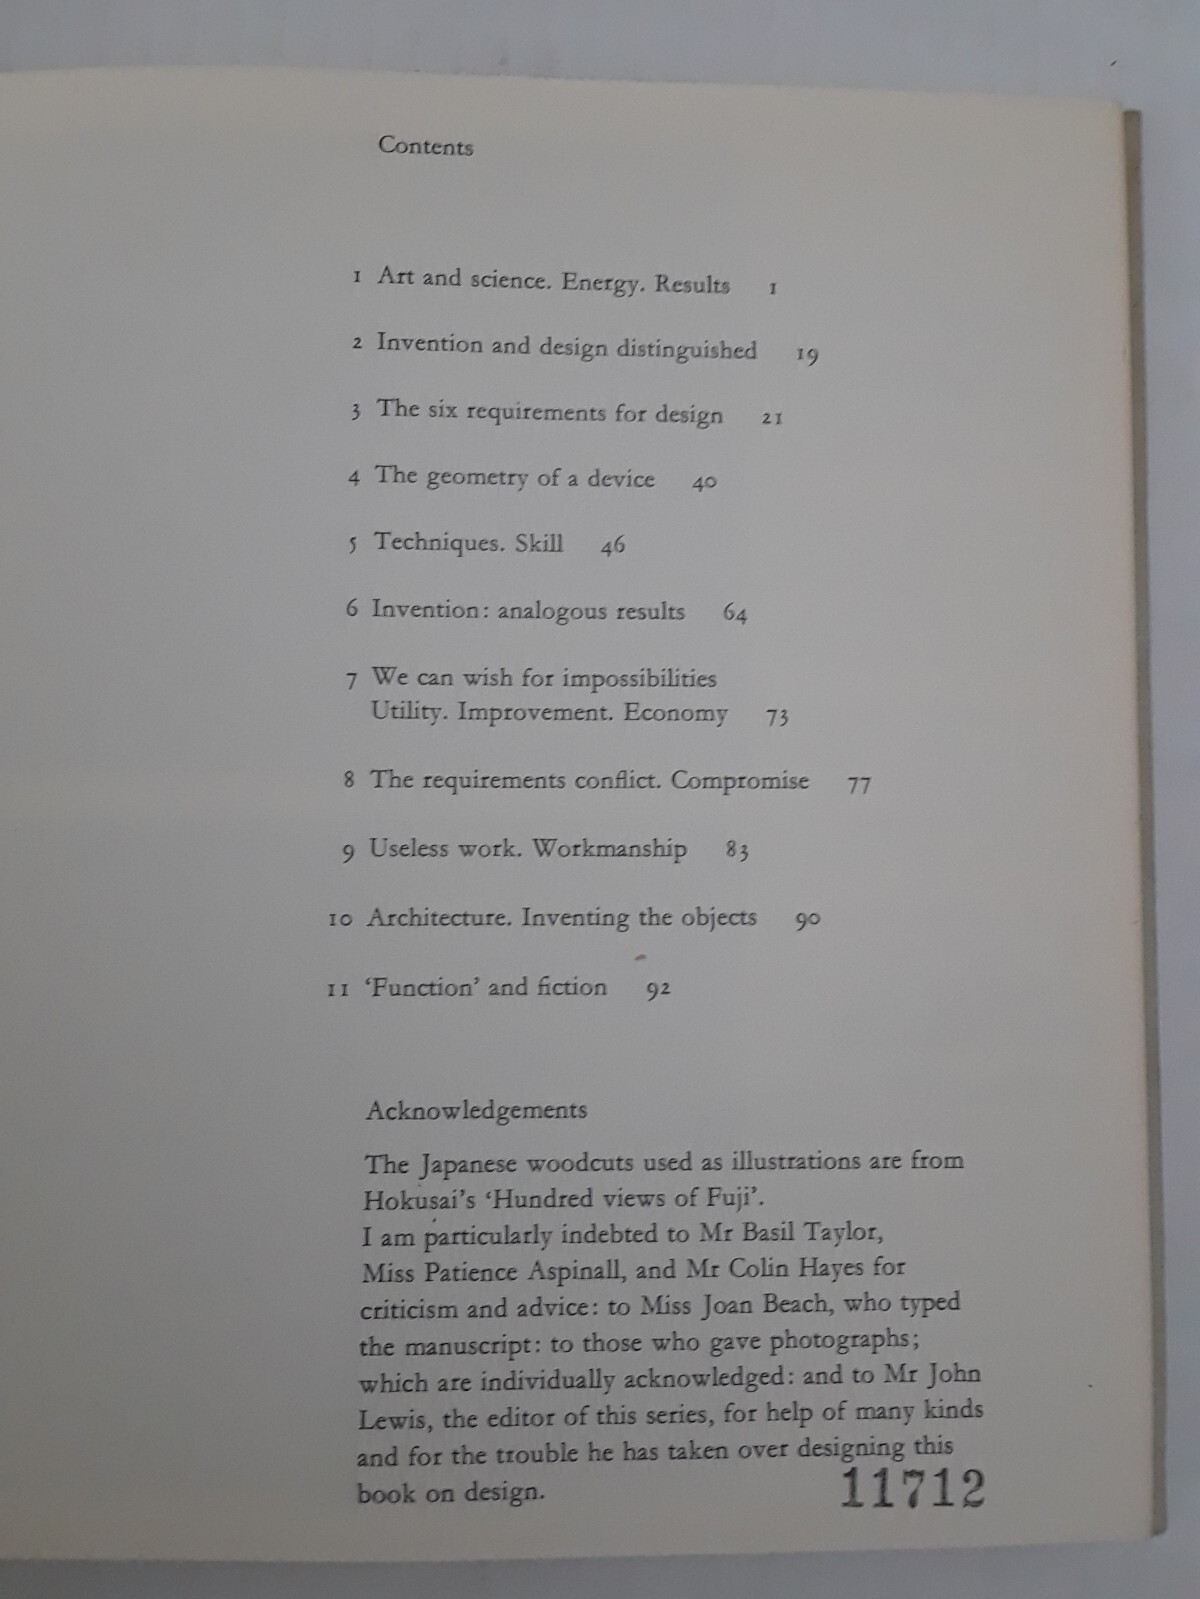 Contents
1 Art and science. Energy. Results 1
2 Invention and design distinguished 19
3 The six requirements for design 21
4 The geometry of a device 40
5 Techniques. Skill 46
6 Invention: analogous results 64
7 We can wish for impossibilities
Utility. Improvement. Economy 73
8 The requirements conflict. Compromise 77
9 Useless work. Workmanship 83
10 Architecture. Inventing the objects 90
11 ‘Function’ and fiction 92
Acknowledgements
The Japanese woodcuts used as illustrations are from
Hokusai’s ‘Hundred views of Fuji’.
I am particularly indebted to Mr Basil Taylor,
Miss Patience Aspinall, and Mr Colin Hayes for
criticism and advice: to Miss Joan Beach, who typed
the manuscript: to those who gave photographs;
which are individually acknowledged: and to Mr John
Lewis, the editor of this series, for help of many kinds
and for the trouble he has taken over designing this
book on design.
11712